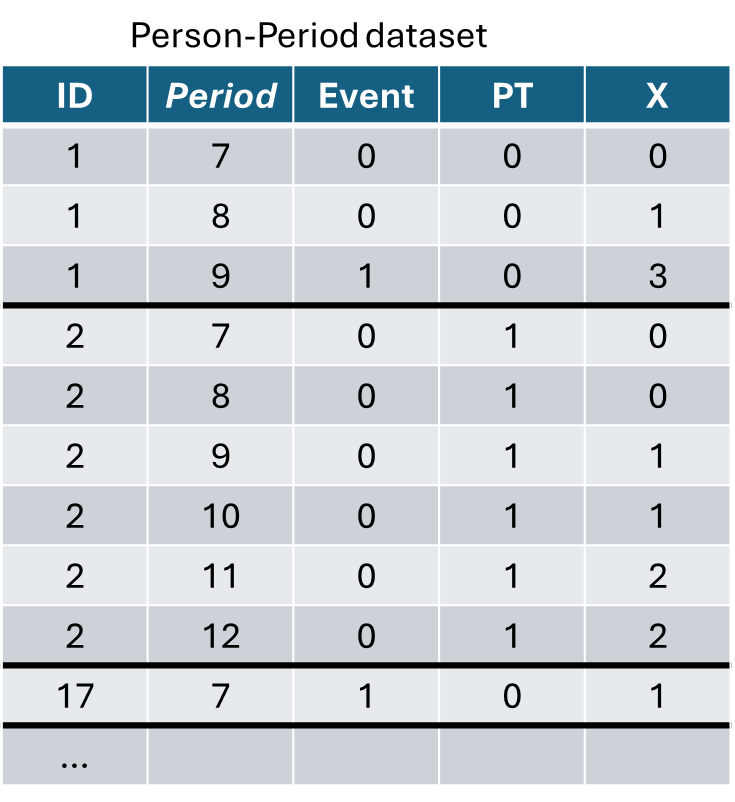 Person-Period dataset
ID Period Event PT X
1 7 0 0 0
1 8 0 0 1
1 9 1 0 3
2 7 0 1 0
2 8 0 1 0
2 9 0 1 1
2 10 0 1 1
2 11 0 1 2
2 12 0 1 2
17 7 1 0 1
...